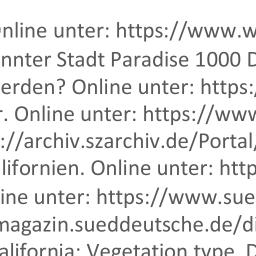 nline unter: https://www.w
nnter Stadt Paradise 1000 D
erden? Online unter: https:
r. Online unter: https://www
://archiv.szarchiv.de/Portal/
lifornien. Online unter: http
ine unter: https://www.sue
magazin.sueddeutsche.de/di
alifornia: Vegetation type. D